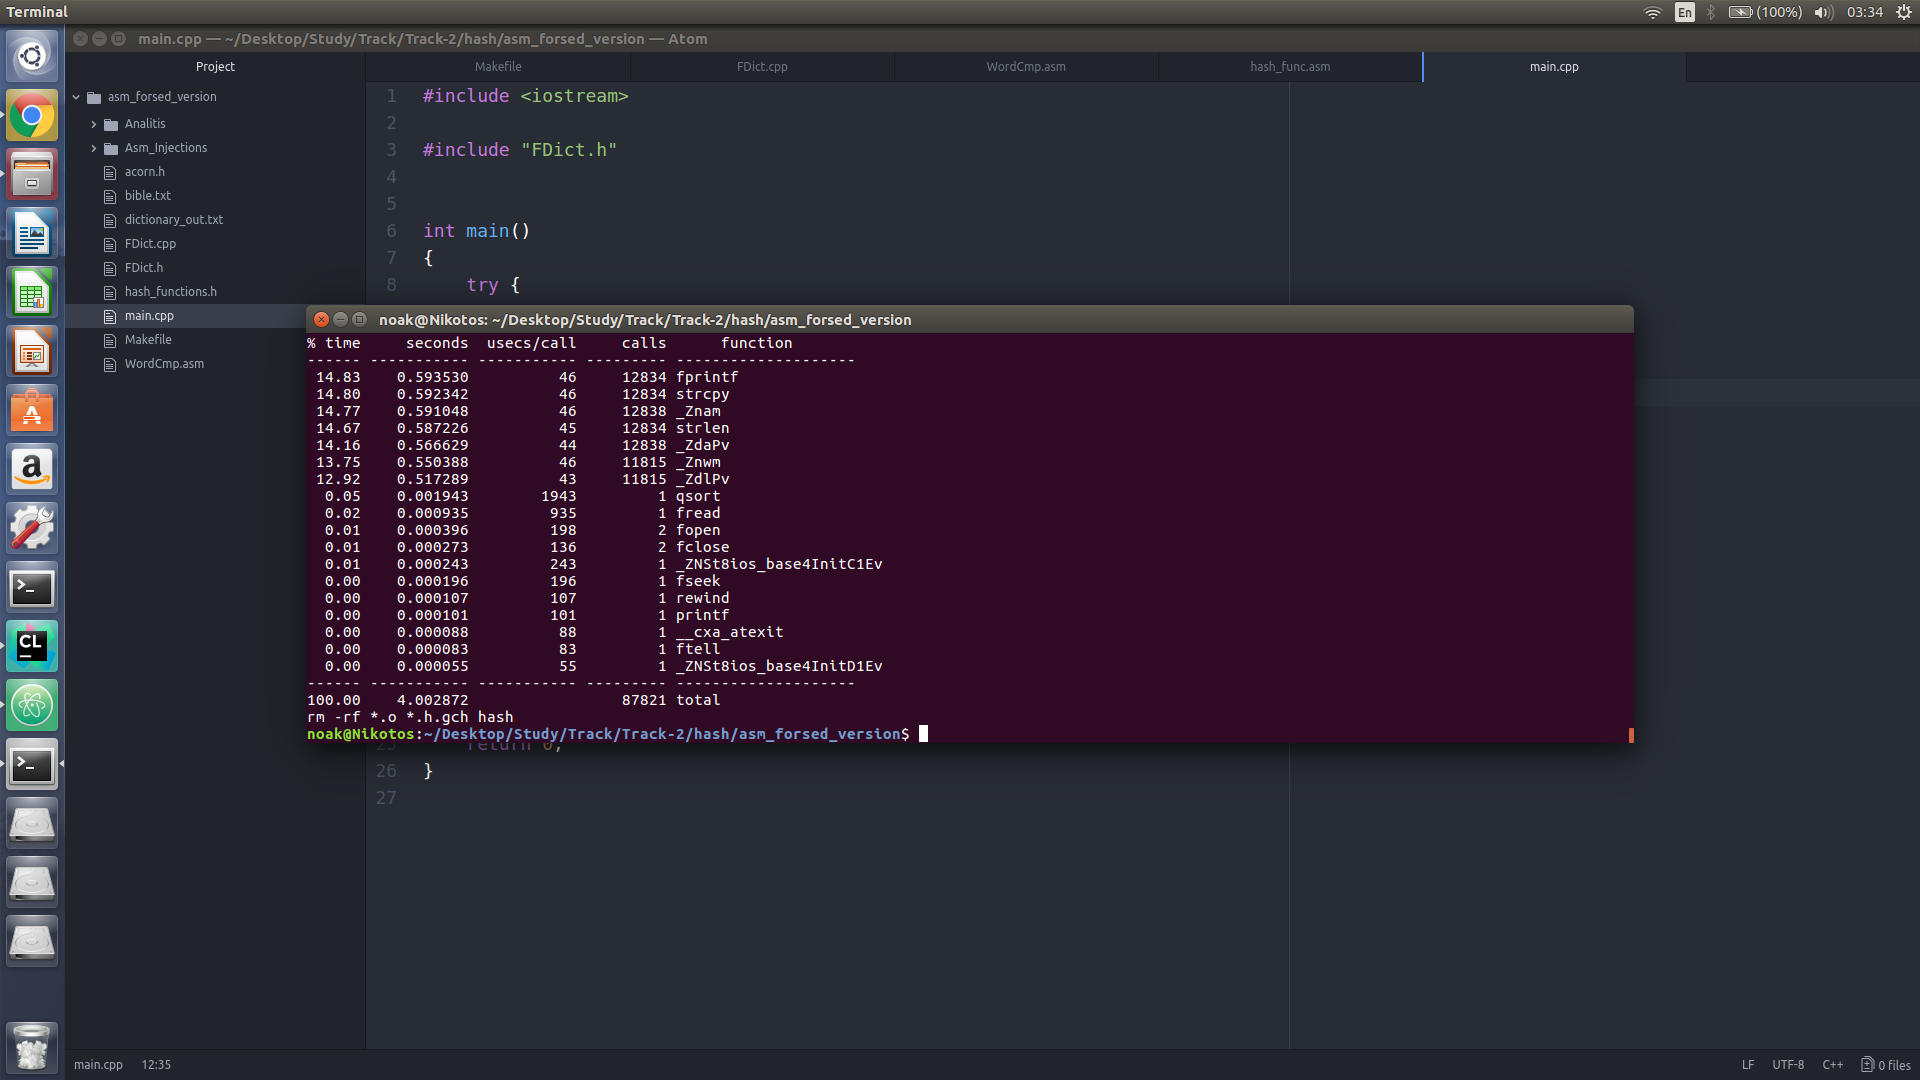 Terminal
En
(100%)
03:34
main.cpp — ~/Desktop/Study/Track/Track-2/hash/asm_forsed_version — Atom
Project
Makefile
FDict.cpp
WordCmp.asm
hash_func.asm
main.cpp
asm_forsed_version
Analitis
Asm_Injections
acorn.h
bible.txt
dictionary_out.txt
FDict.cpp
FDict.h
hash_functions.h
main.cpp
Makefile
WordCmp.asm
1 #include <iostream>
2
3 #include "FDict.h"
4
5
6 int main()
7 {
8     try {
noak@Nikotos: ~/Desktop/Study/Track/Track-2/hash/asm_forsed_version
% time     seconds  usecs/call     calls      function
------ ----------- ----------- --------- --------------------
 14.83    0.593530          46     12834 fprintf
 14.80    0.592342          46     12834 strcpy
 14.77    0.591048          46     12838 _Znam
 14.67    0.587226          45     12834 strlen
 14.16    0.566629          44     12838 _ZdaPv
 13.75    0.550388          46     11815 _Znwm
 12.92    0.517289          43     11815 _ZdlPv
  0.05    0.001943        1943         1 qsort
  0.02    0.000935         935         1 fread
  0.01    0.000396         198         2 fopen
  0.01    0.000273         136         2 fclose
  0.01    0.000243         243         1 _ZNSt8ios_base4InitC1Ev
  0.00    0.000196         196         1 fseek
  0.00    0.000107         107         1 rewind
  0.00    0.000101         101         1 printf
  0.00    0.000088          88         1 __cxa_atexit
  0.00    0.000083          83         1 ftell
  0.00    0.000055          55         1 _ZNSt8ios_base4InitD1Ev
------ ----------- ----------- --------- --------------------
100.00    4.002872                 87821 total
rm -rf *.o *.h.gch hash
noak@Nikotos:~/Desktop/Study/Track/Track-2/hash/asm_forsed_version$
25     return 0;
26 }
27
CL
a
main.cpp 12:35
LF UTF-8 C++ 0 files